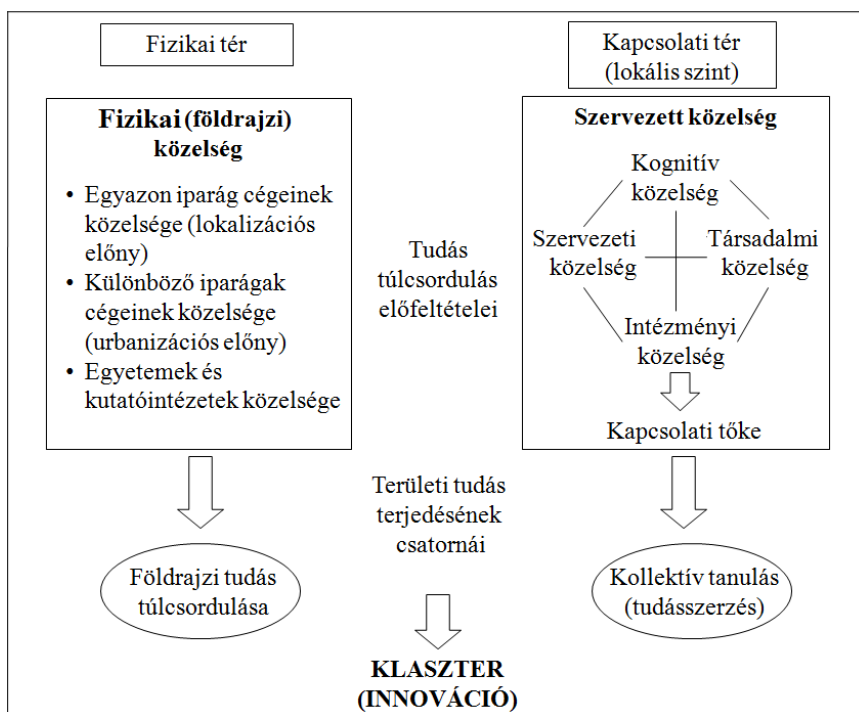 Fizikai tér
Kapcsolati tér
(lokális szint)
Fizikai (földrajzi)
közelség
• Egyazon iparág cégeinek
közelsége (lokalizációs
előny)
• Különböző iparágak
cégeinek közelsége
(urbanizációs előny)
• Egyetemek és
kutatóintézetek közelsége
Tudás
túlcsordulás
előfeltételei
Szervezett közelség
Kognitív
közelség
Szervezeti
közelség
Társadalmi
közelség
Intézményi
közelség
Kapcsolati tőke
Területi tudás
terjedésének
csatornái
Földrajzi tudás
túlcsordulása
Kollektív tanulás
(tudásszerzés)
KLASZTER
(INNOVÁCIÓ)